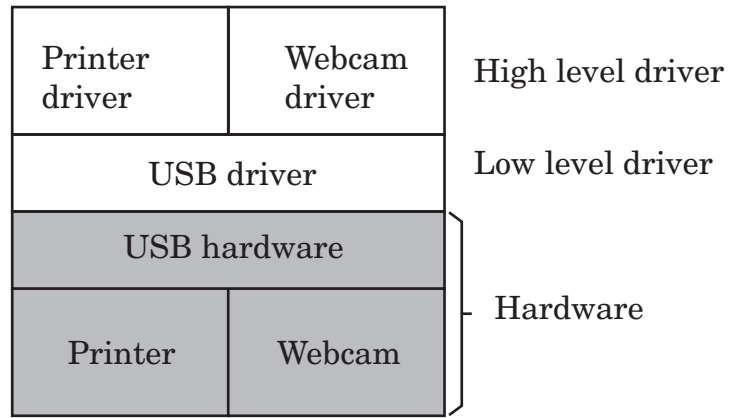 Printer
driver
Webcam
driver
High level driver
USB driver
Low level driver
USB hardware
Hardware
Printer
Webcam